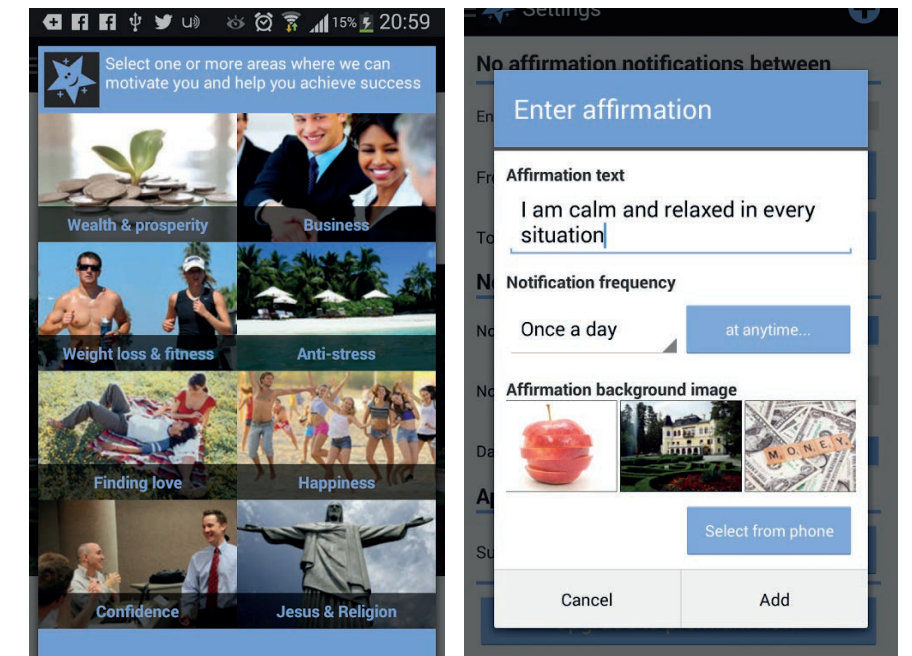 15% 20:59
Select one or more areas where we can
motivate you and help you achieve success
Wealth & prosperity
Business
Weight loss & fitness
Anti-stress
Finding love
Happiness
Confidence
Jesus & Religion
Settings
No affirmation notifications between
Enter affirmation
Affirmation text
I am calm and relaxed in every
situation
Notification frequency
Once a day
at anytime...
Affirmation background image
MONEY
Select from phone
Cancel
Add